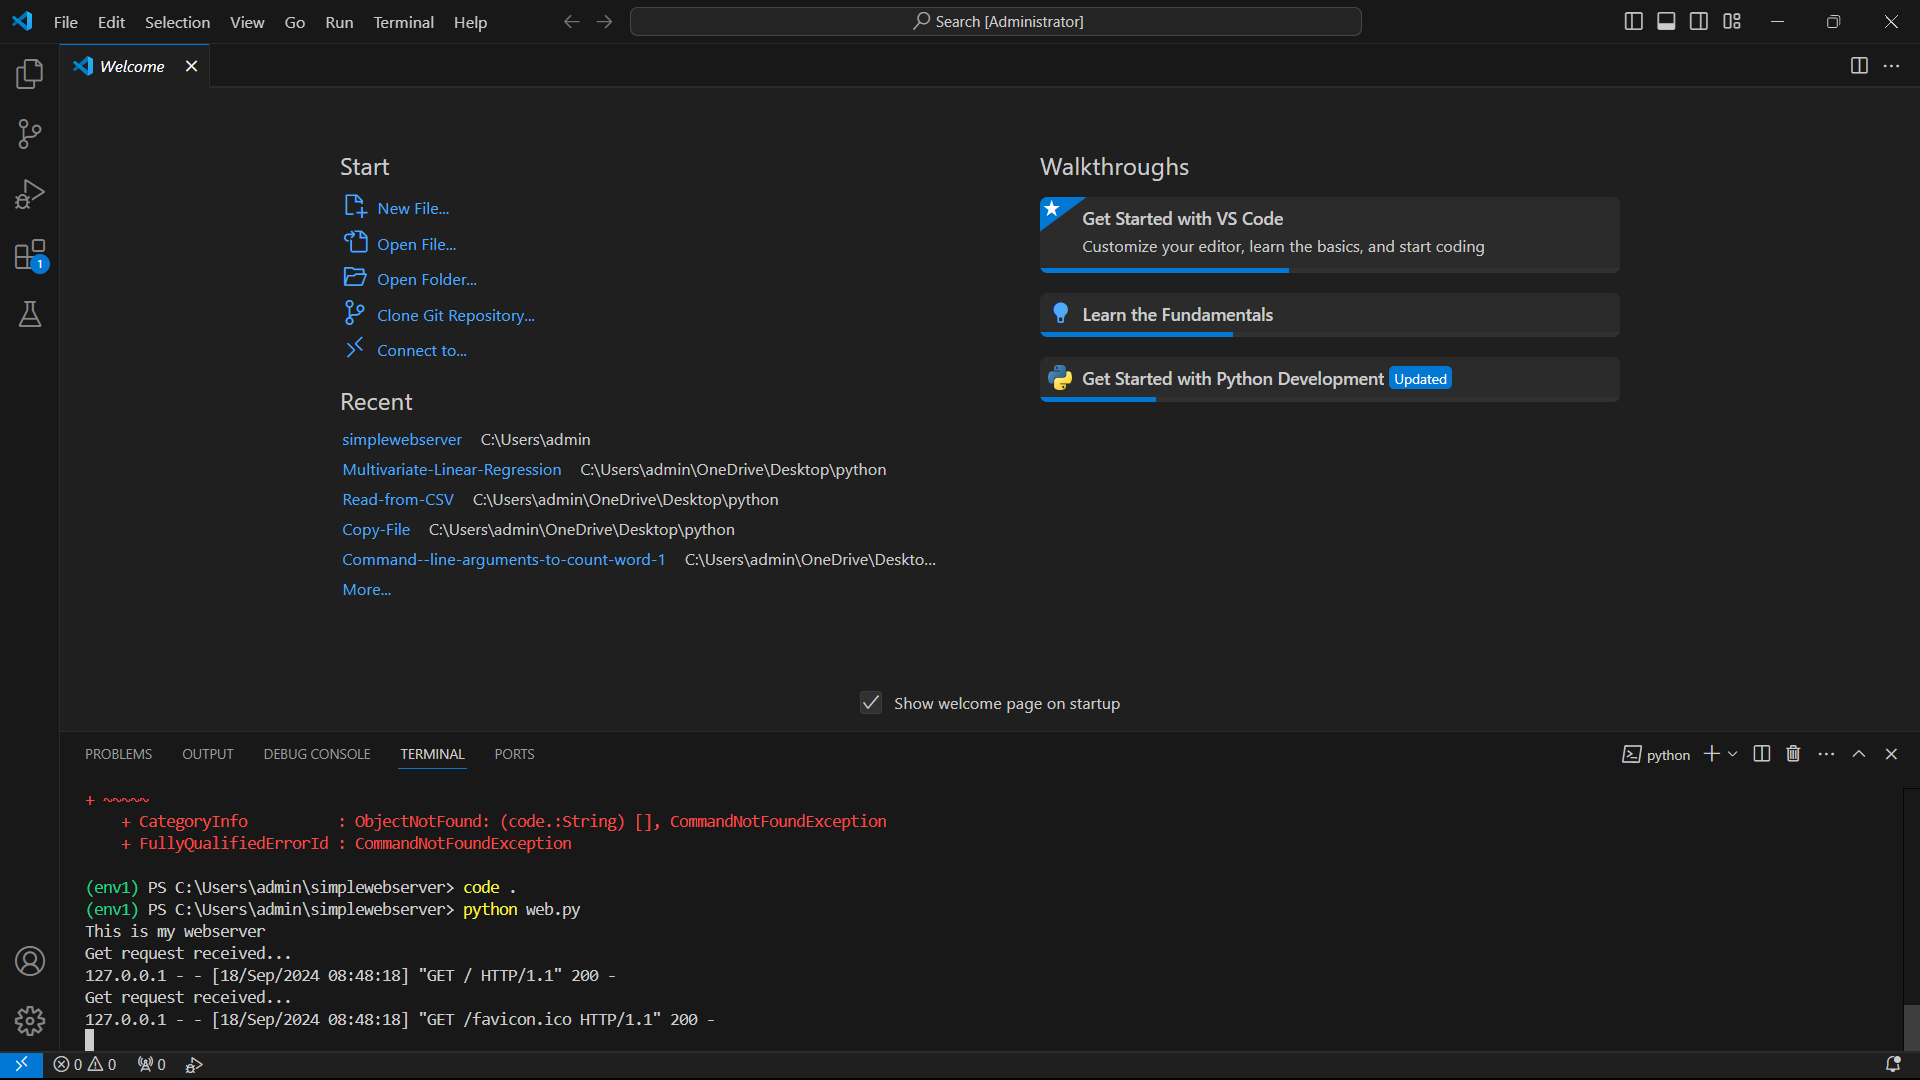 File Edit Selection View Go Run Terminal Help
Search [Administrator]
Welcome
Start
New File...
Open File...
Open Folder...
Clone Git Repository...
Connect to...
Recent
simplewebserver C:\Users\admin
Multivariate-Linear-Regression C:\Users\admin\OneDrive\Desktop\python
Read-from-CSV C:\Users\admin\OneDrive\Desktop\python
Copy-File C:\Users\admin\OneDrive\Desktop\python
Command--line-arguments-to-count-word-1 C:\Users\admin\OneDrive\Deskto...
More...
Walkthroughs
Get Started with VS Code
Customize your editor, learn the basics, and start coding
Learn the Fundamentals
Get Started with Python Development Updated
1
Show welcome page on startup
PROBLEMS OUTPUT DEBUG CONSOLE TERMINAL PORTS
python
+ ~~~~~
+ CategoryInfo : ObjectNotFound: (code.:String) [], CommandNotFoundException
+ FullyQualifiedErrorId : CommandNotFoundException
(env1) PS C:\Users\admin\simplewebserver> code .
(env1) PS C:\Users\admin\simplewebserver> python web.py
This is my webserver
Get request received...
127.0.0.1 - - [18/Sep/2024 08:48:18] "GET / HTTP/1.1" 200 -
Get request received...
127.0.0.1 - - [18/Sep/2024 08:48:18] "GET /favicon.ico HTTP/1.1" 200 -
0 0 0